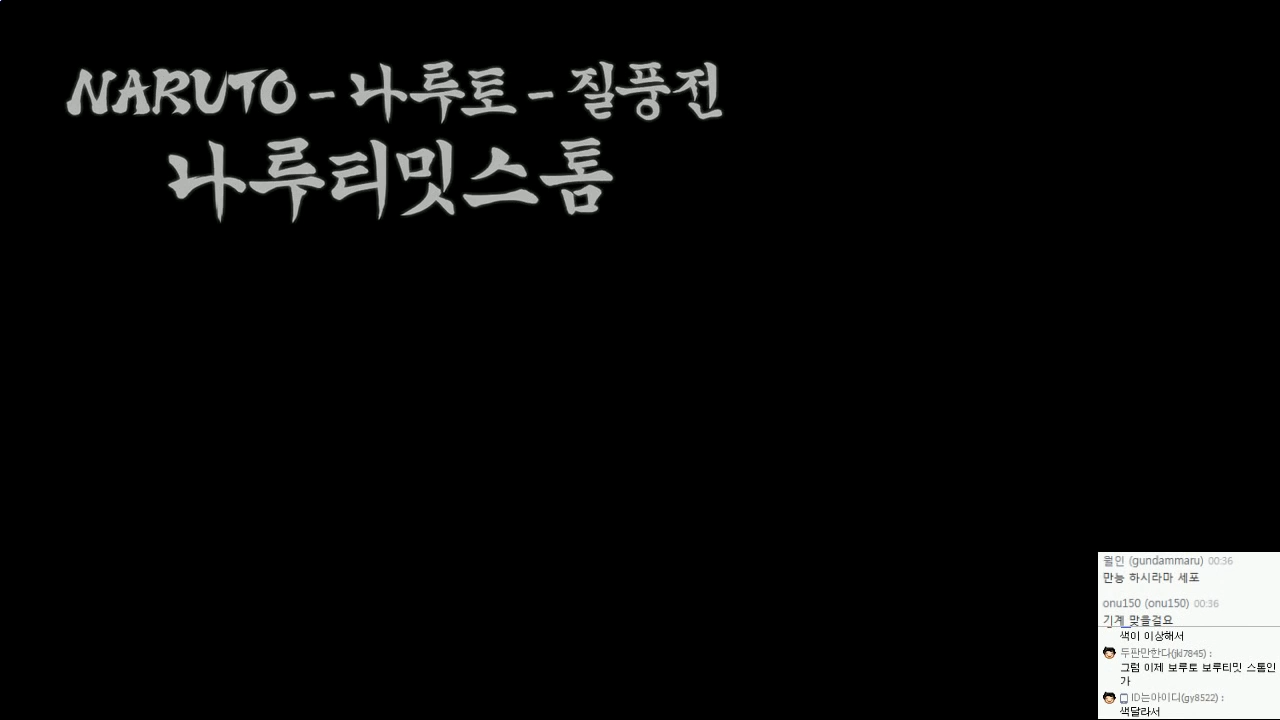 NARUTO - 나루토 - 질풍전
나루티밋스톰
윌인 (gundammaru) 00:36
만능 하시라마 세포
onu150 (onu150) 00:36
기계 맞을걸요
색이 이상해서
두판만한다(jkl7845) :
그럼 이제 보루토 보루티밋 스톰인
가
ID는아이디(gy8522) :
색달라서